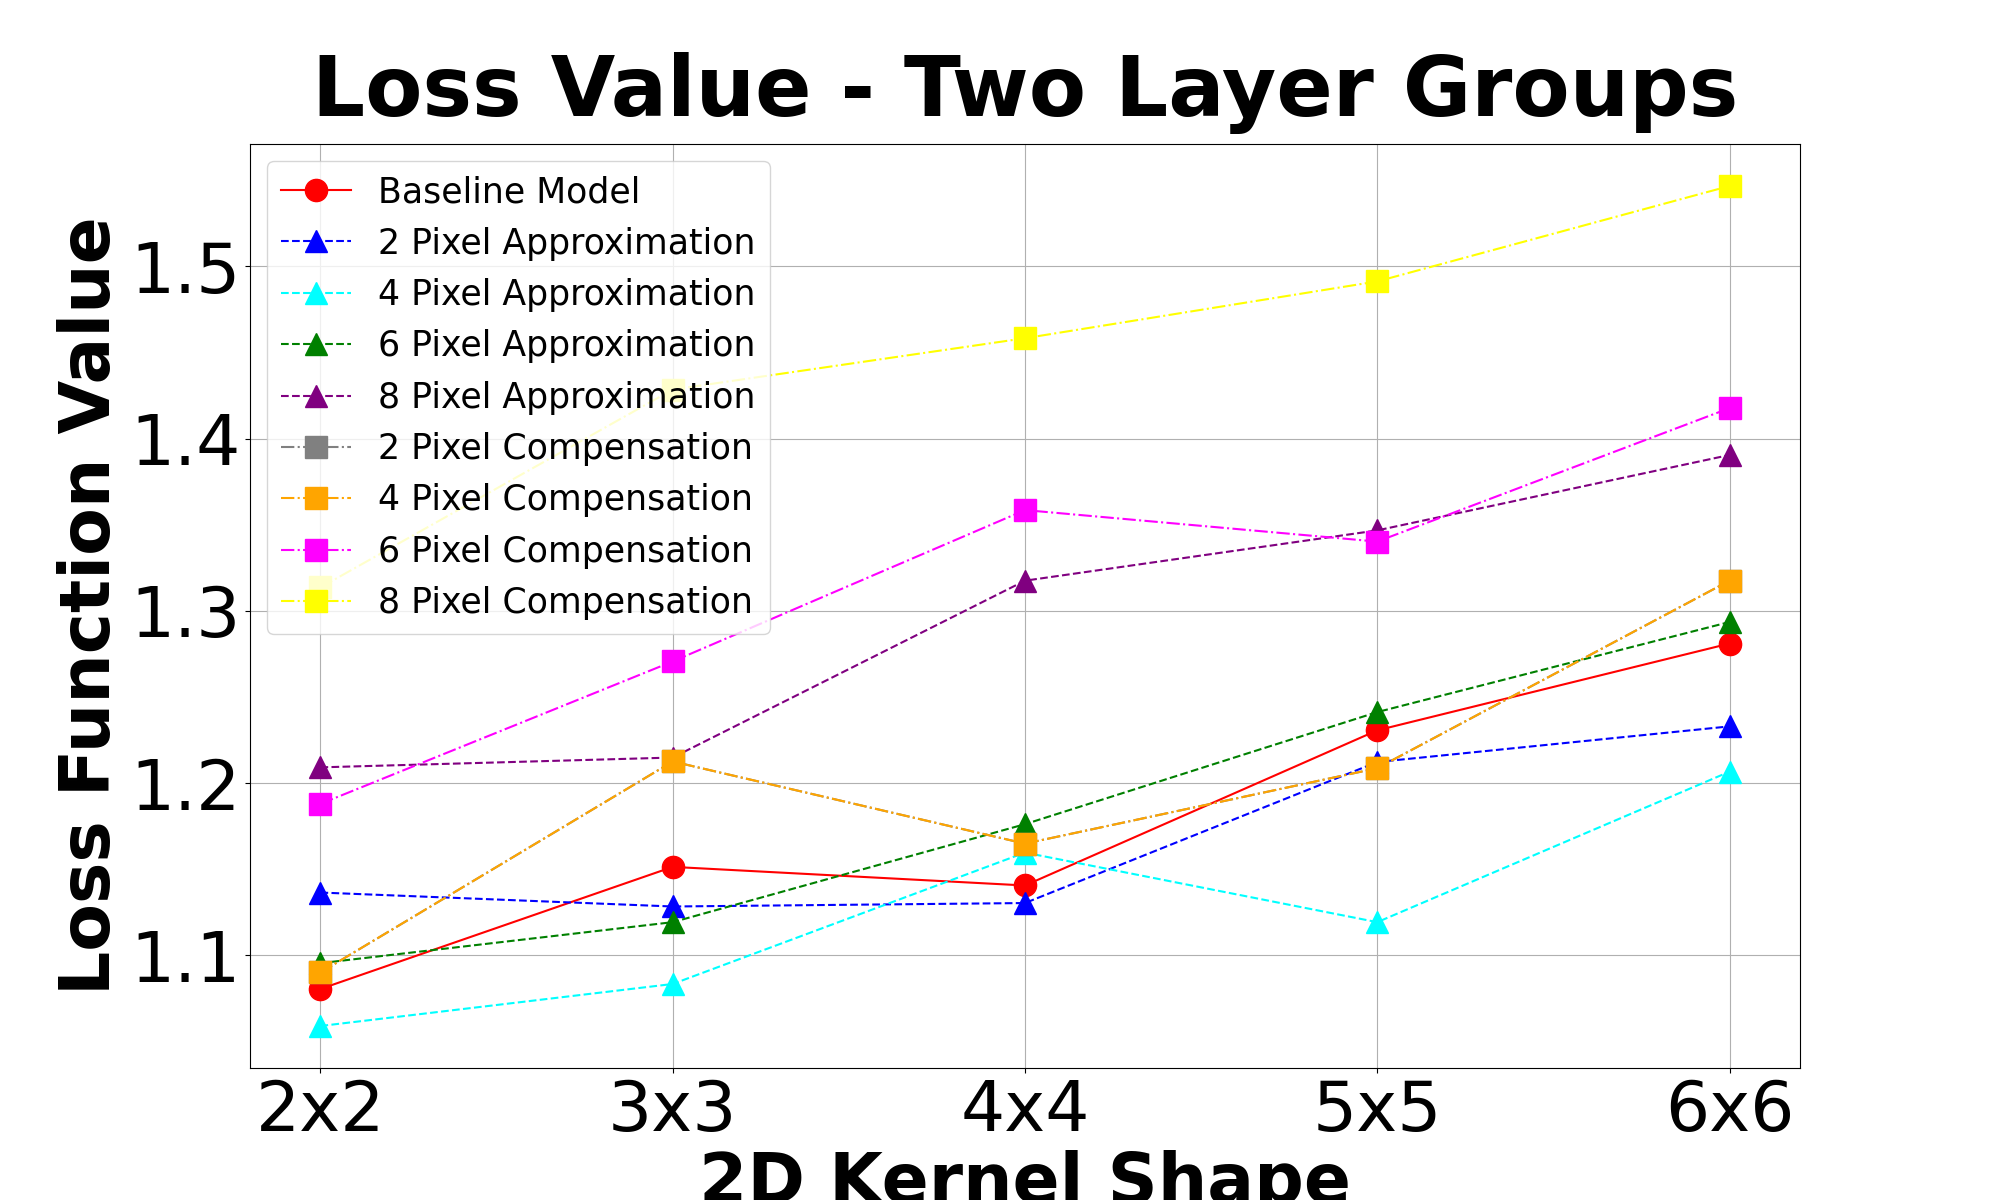 Loss Value - Two Layer Groups
Loss Function Value
1.5
1.4
1.3
1.2
1.1
Baseline Model
2 Pixel Approximation
4 Pixel Approximation
6 Pixel Approximation
8 Pixel Approximation
2 Pixel Compensation
4 Pixel Compensation
6 Pixel Compensation
8 Pixel Compensation
2x2 3x3 4x4 5x5 6x6
2D Kernel Shape